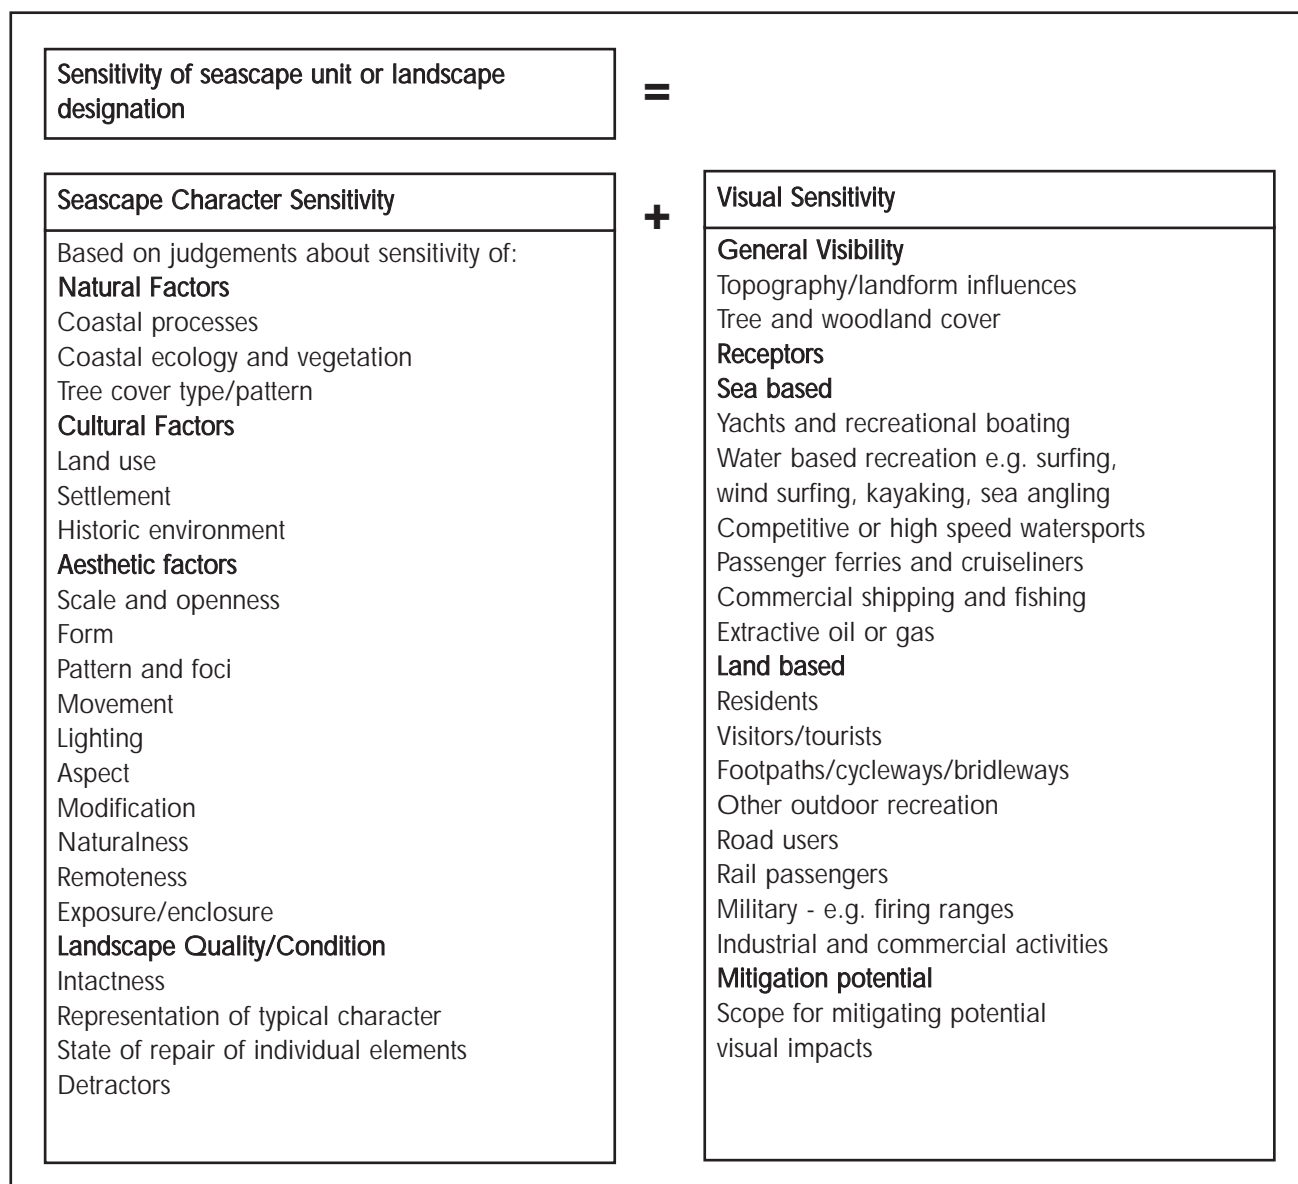 Sensitivity of seascape unit or landscape
designation
=
Seascape Character Sensitivity
Based on judgements about sensitivity of:
Natural Factors
Coastal processes
Coastal ecology and vegetation
Tree cover type/pattern
Cultural Factors
Land use
Settlement
Historic environment
Aesthetic factors
Scale and openness
Form
Pattern and foci
Movement
Lighting
Aspect
Modification
Naturalness
Remoteness
Exposure/enclosure
Landscape Quality/Condition
Intactness
Representation of typical character
State of repair of individual elements
Detractors
+
Visual Sensitivity
General Visibility
Topography/landform influences
Tree and woodland cover
Receptors
Sea based
Yachts and recreational boating
Water based recreation e.g. surfing,
wind surfing, kayaking, sea angling
Competitive or high speed watersports
Passenger ferries and cruiseliners
Commercial shipping and fishing
Extractive oil or gas
Land based
Residents
Visitors/tourists
Footpaths/cycleways/bridleways
Other outdoor recreation
Road users
Rail passengers
Military - e.g. firing ranges
Industrial and commercial activities
Mitigation potential
Scope for mitigating potential
visual impacts